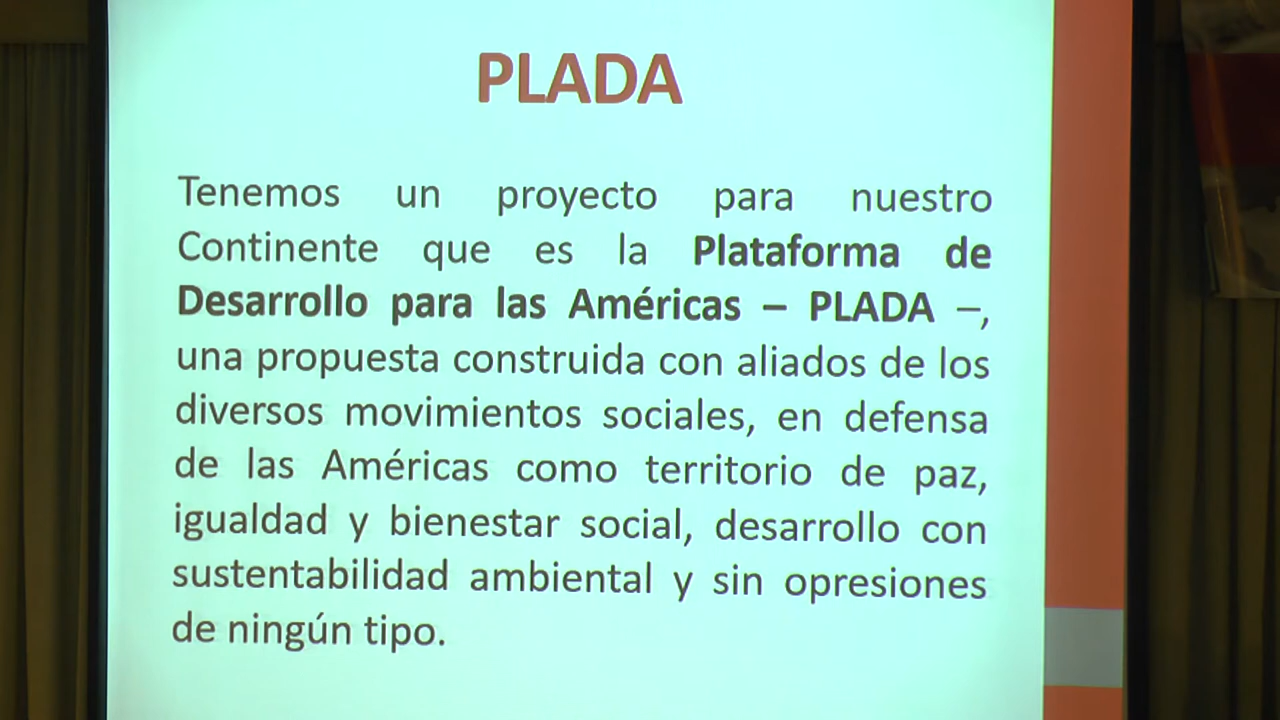 PLADA
Tenemos un proyecto para nuestro
Continente que es la Plataforma de
Desarrollo para las Américas – PLADA –,
una propuesta construida con aliados de los
diversos movimientos sociales, en defensa
de las Américas como territorio de paz,
igualdad y bienestar social, desarrollo con
sustentabilidad ambiental y sin opresiones
de ningún tipo.